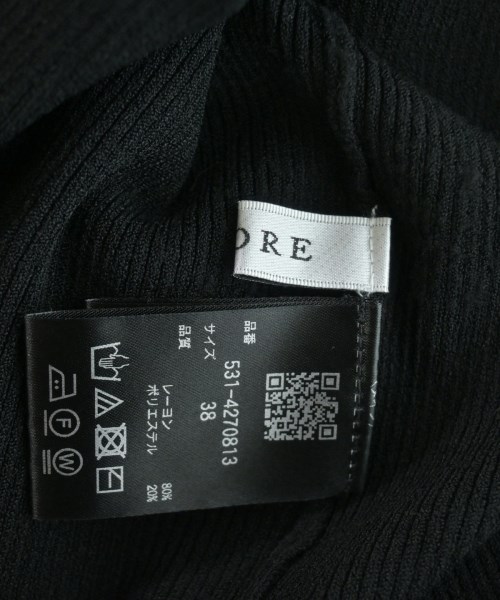 ORE
品番
531-4270813
サイズ
38
品質
レーヨン 80%
ポリエステル 20%
F
W